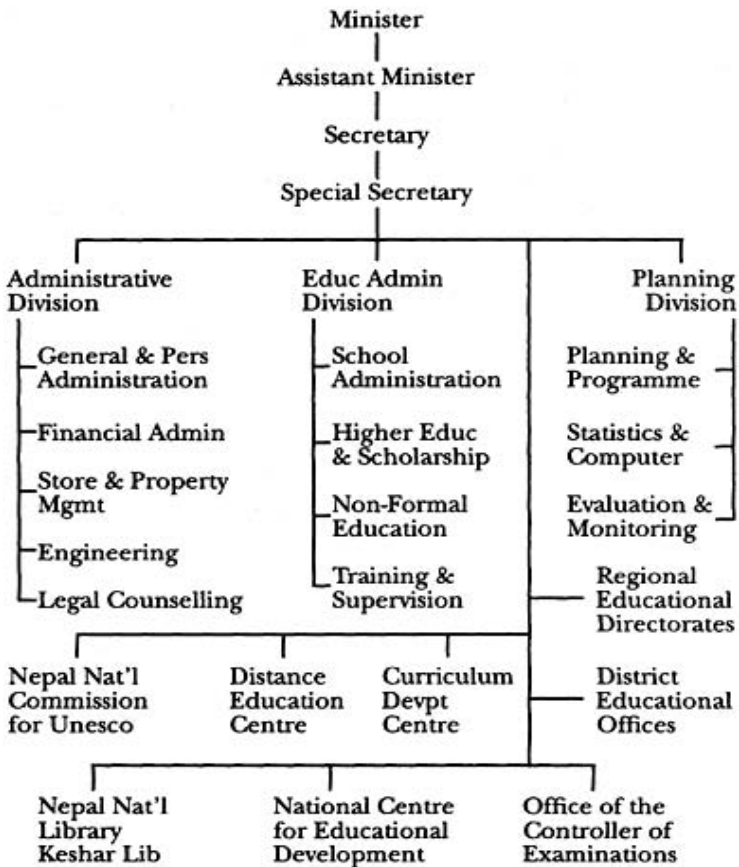 Minister
Assistant Minister
Secretary
Special Secretary
Administrative
Division
General & Pers
Administration
Financial Admin
Store & Property
Mgmt
Engineering
Legal Counselling
Educ Admin
Division
School
Administration
Higher Educ
& Scholarship
Non-Formal
Education
Training &
Supervision
Planning
Division
Planning &
Programme
Statistics &
Computer
Evaluation &
Monitoring
Regional
Educational
Directorates
District
Educational
Offices
Nepal Nat'l
Commission
for Unesco
Distance
Education
Centre
Curriculum
Devpt
Centre
Nepal Nat'l
Library
Keshar Lib
National Centre
for Educational
Development
Office of the
Controller of
Examinations